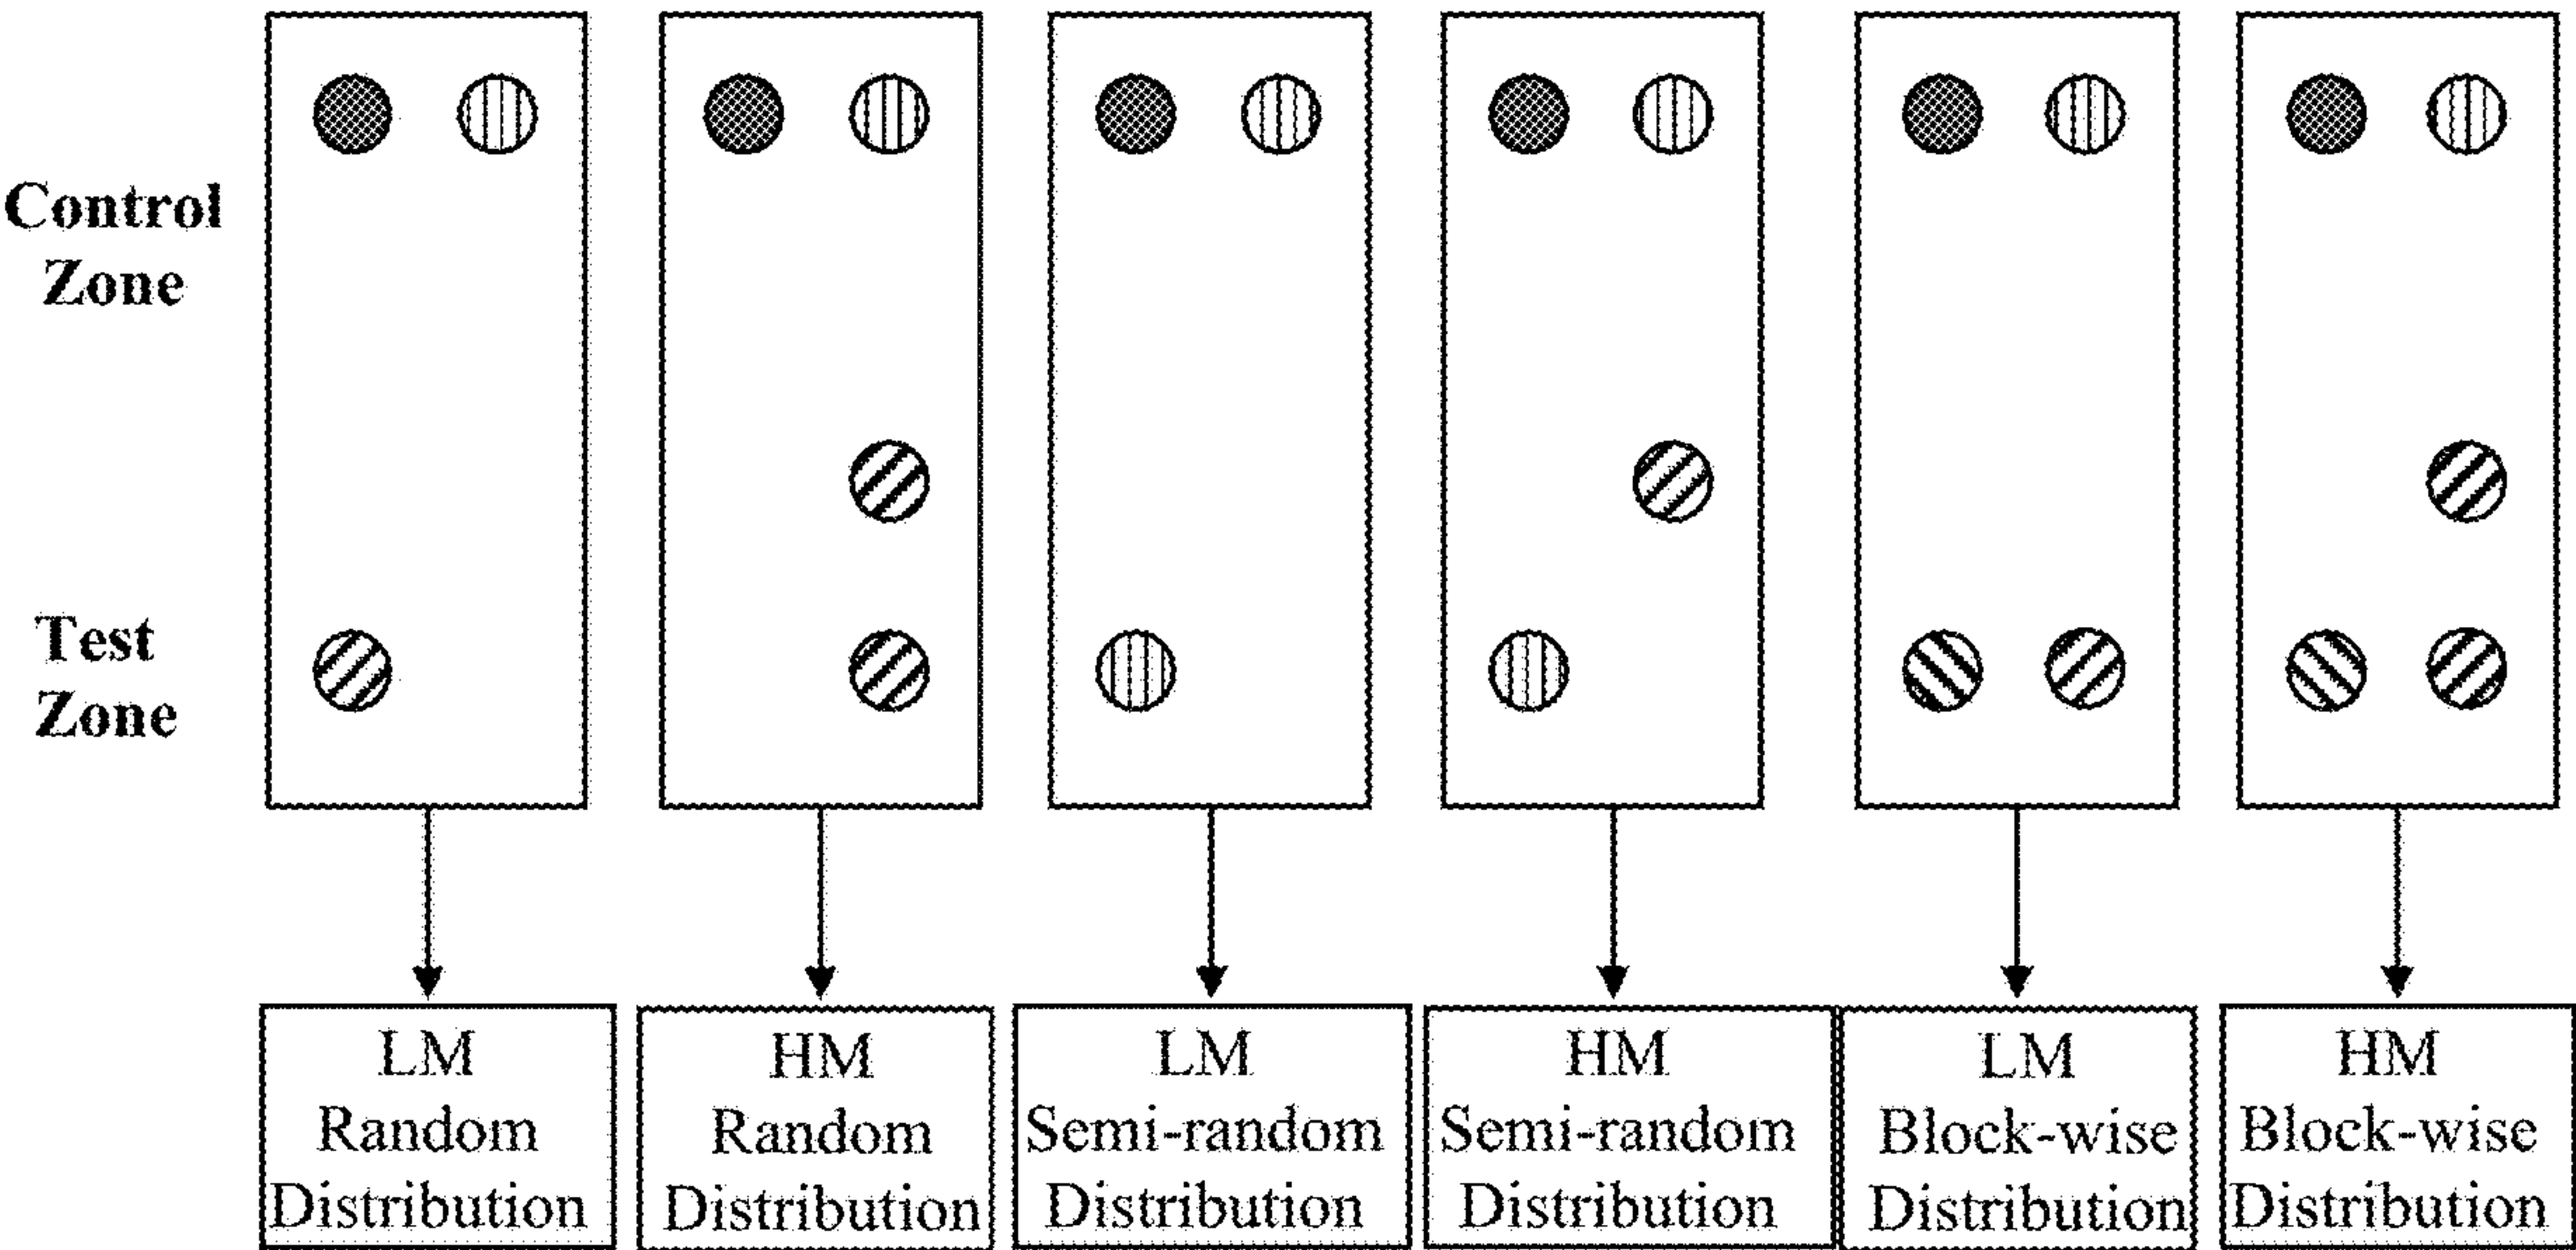 Control
Zone
Test
Zone
LM
Random
Distribution
HM
Random
Distribution
LM
Semi-random
Distribution
HM
Semi-random
Distribution
LM
Block-wise
Distribution
HM
Block-wise
Distribution